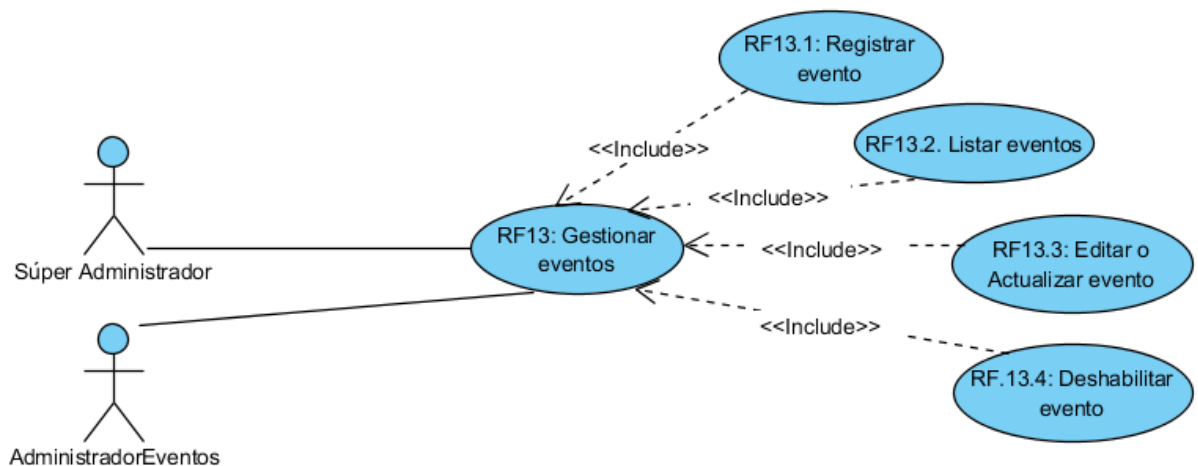 RF13.1: Registrar
evento
<<Include>>
RF13.2. Listar eventos
<<Include>>
RF13: Gestionar
eventos
<<Include>>
RF13.3: Editar o
Actualizar evento
Súper Administrador
<<Include>>
RF.13.4: Deshabilitar
evento
AdministradorEventos